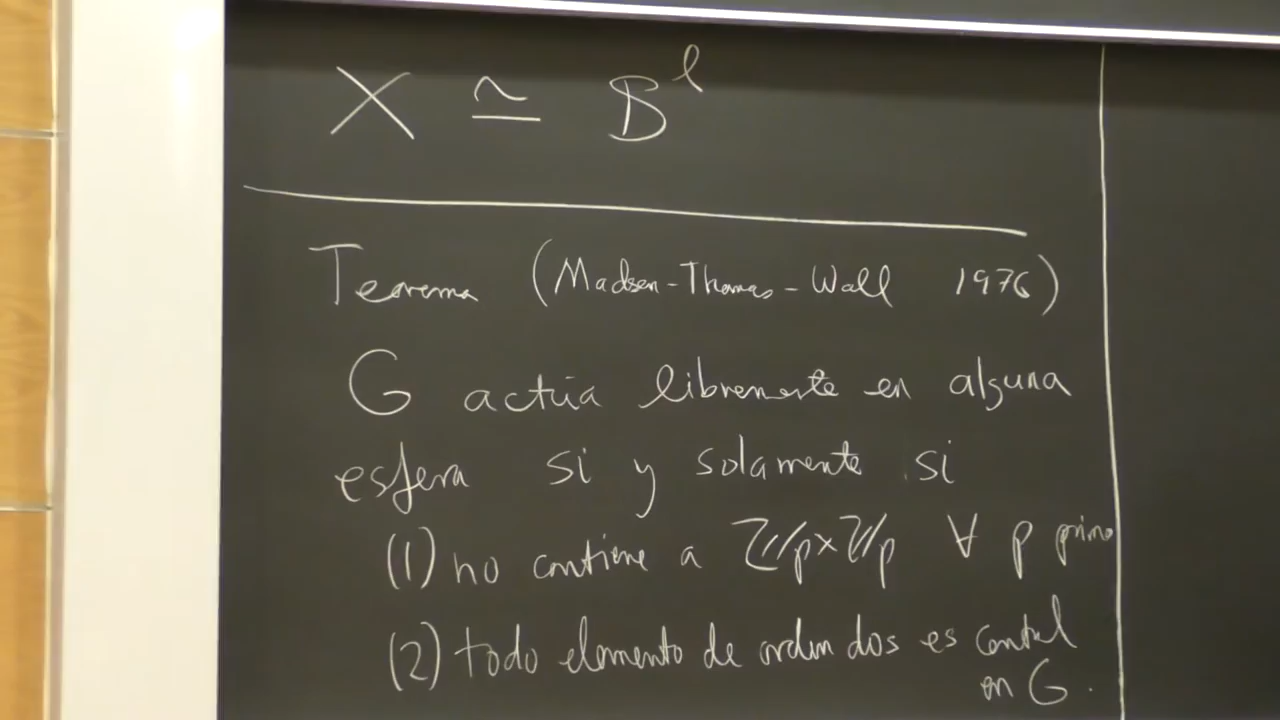 X ≃ S^l
Teorema (Madsen-Thomas-Wall 1976)
G actúa libremente en alguna
esfera si y solamente si
(1) no contiene a ℤ/p×ℤ/p ∀ p primo
(2) todo elemento de orden dos es central
en G.